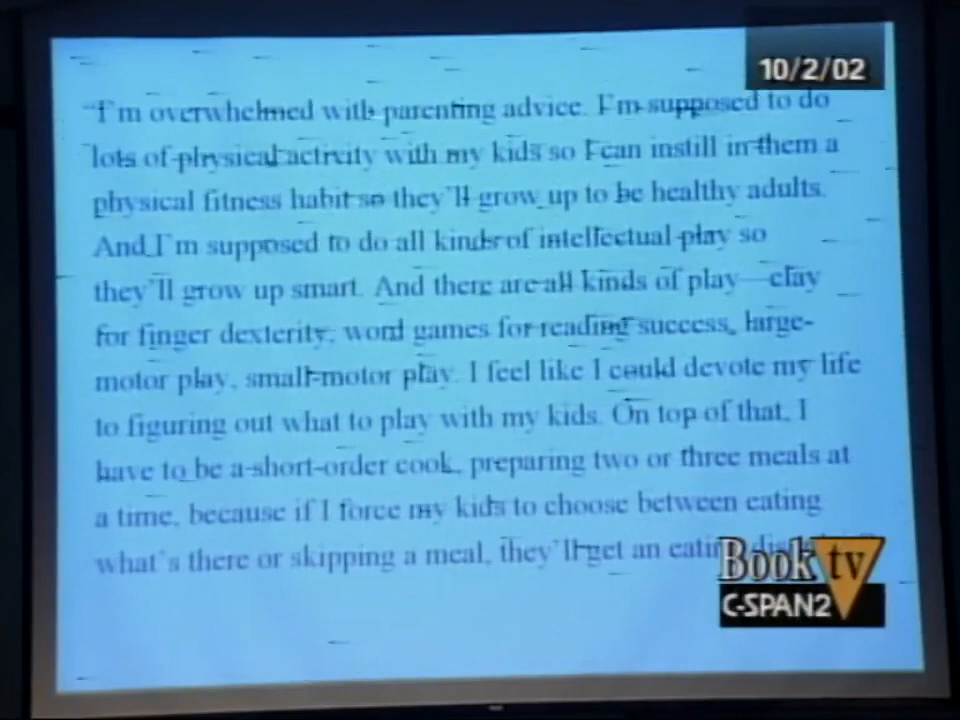 10/2/02
"I'm overwhelmed with parenting advice. I'm supposed to do
lots of physical activity with my kids so I can instill in them a
physical fitness habit so they'll grow up to be healthy adults.
And I'm supposed to do all kinds of intellectual play so
they'll grow up smart. And there are all kinds of play—clay
for finger dexterity, word games for reading success, large-
motor play, small-motor play. I feel like I could devote my life
to figuring out what to play with my kids. On top of that, I
have to be a short-order cook, preparing two or three meals at
a time, because if I force my kids to choose between eating
what's there or skipping a meal, they'll get an
Book tv
C-SPAN2